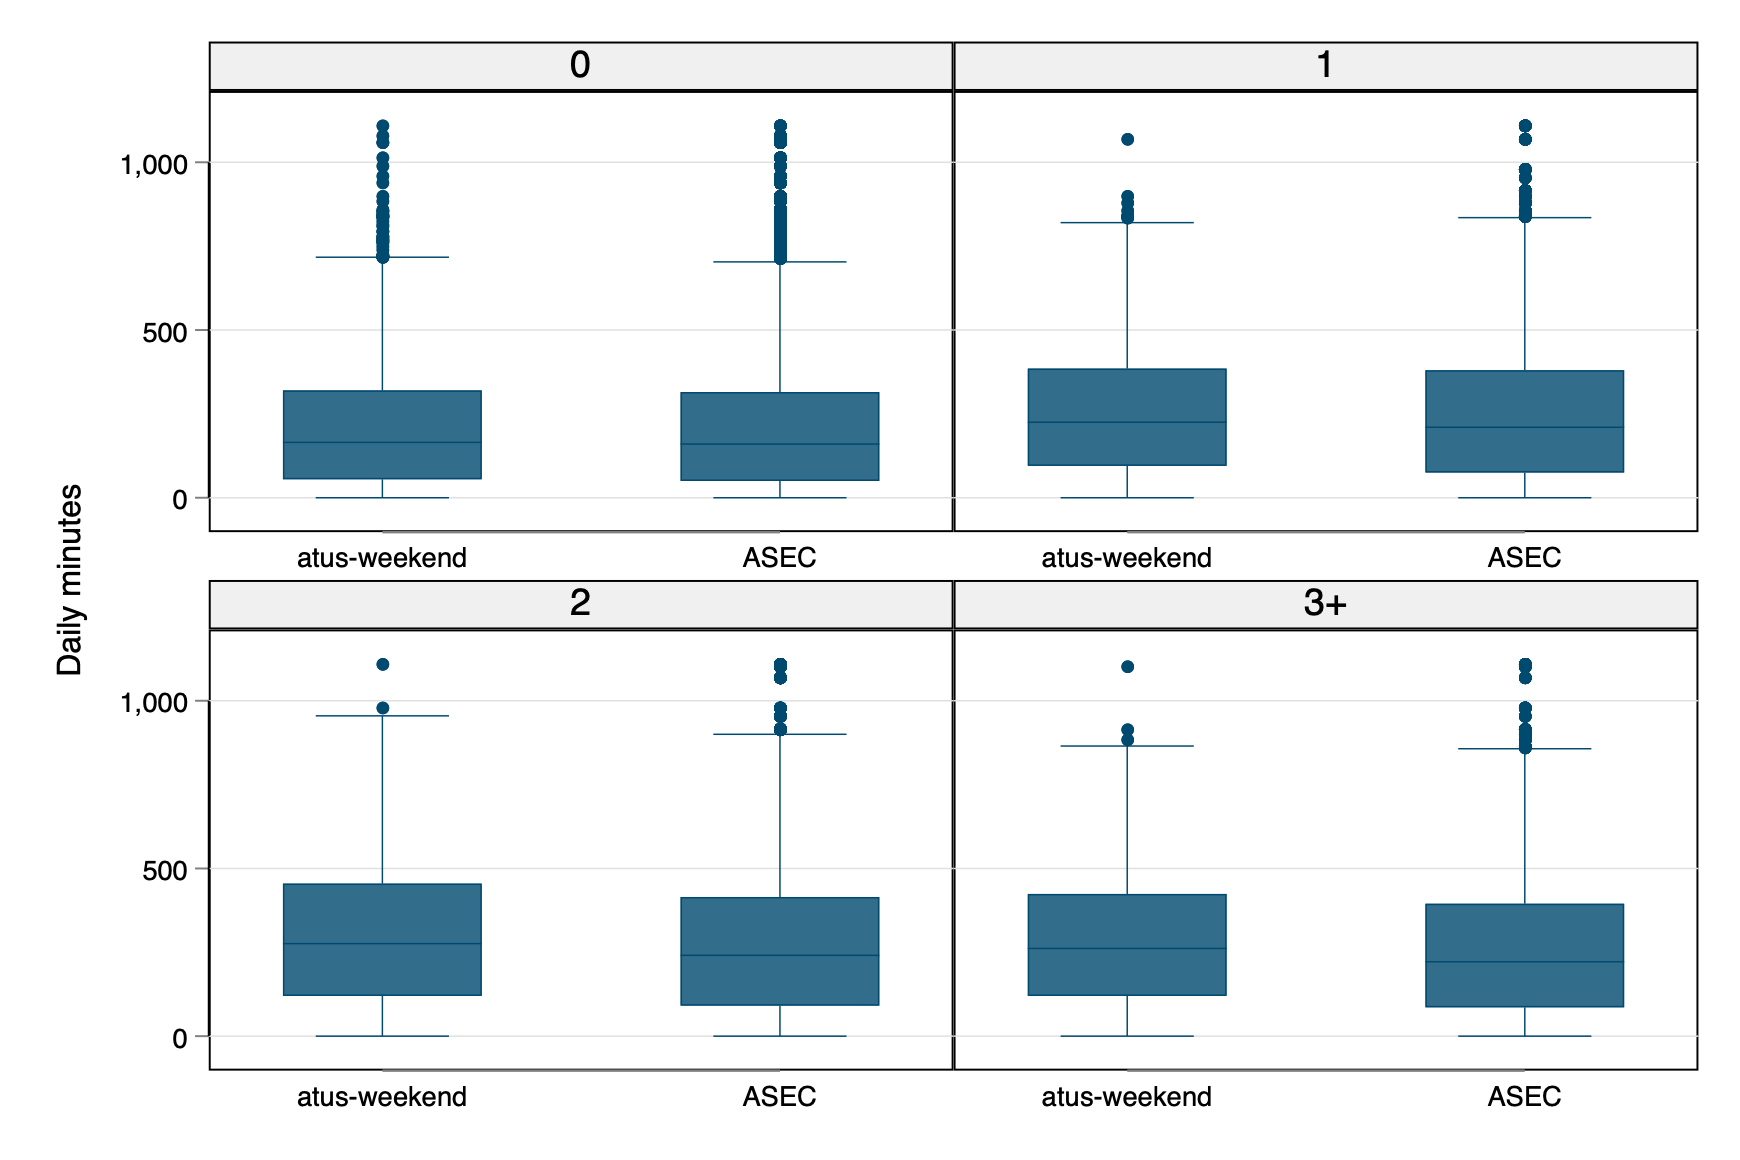 0
1
1,000
500
0
atus-weekend
ASEC
atus-weekend
ASEC
Daily minutes
2
3+
1,000
500
0
atus-weekend
ASEC
atus-weekend
ASEC